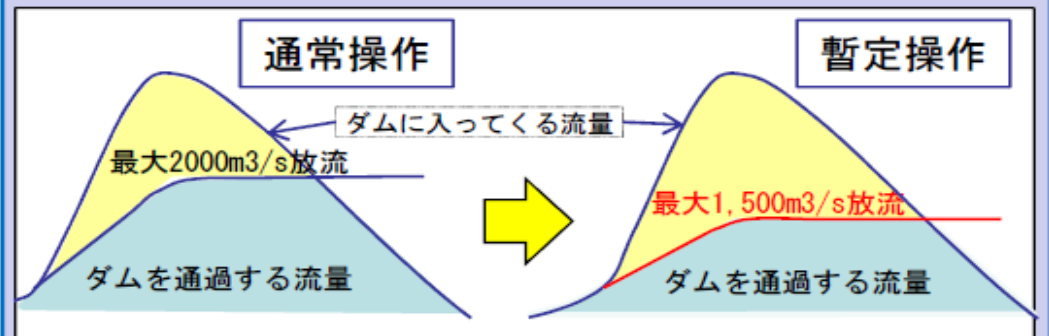 通常操作
暫定操作
ダムに入ってくる流量
最大2000m3/s放流
最大1,500m3/s放流
ダムを通過する流量
ダムを通過する流量